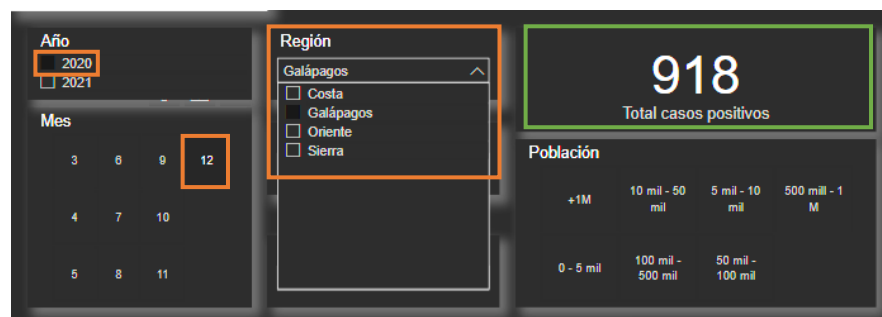 Año
2020
2021
Mes
3 6 9 12
4 7 10
5 8 11
Región
Galápagos
Costa
Galápagos
Oriente
Sierra
918
Total casos positivos
Población
+1M
10 mil - 50
mil
5 mil - 10
mil
500 mill - 1
M
0 - 5 mil
100 mil -
500 mil
50 mil -
100 mil